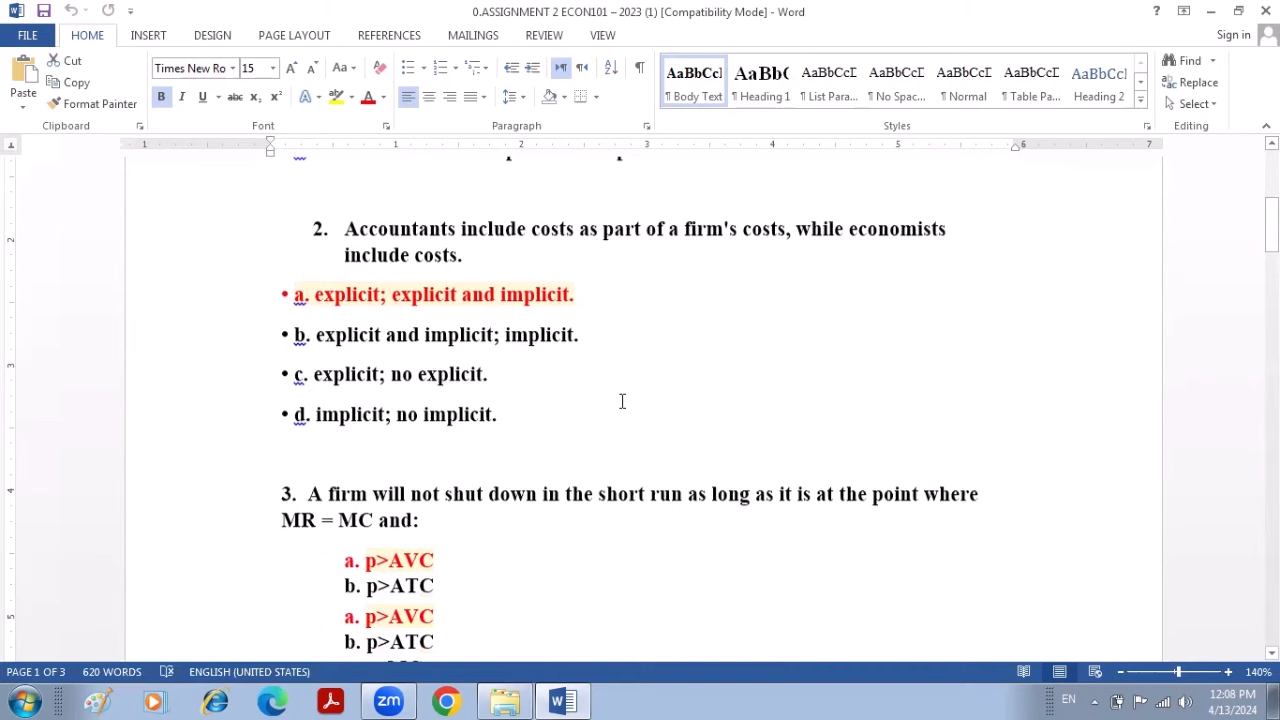 0.ASSIGNMENT 2 ECON101 – 2023 (1) [Compatibility Mode] - Word
FILE HOME INSERT DESIGN PAGE LAYOUT REFERENCES MAILINGS REVIEW VIEW Sign in
Paste
Cut
Copy
Format Painter
Clipboard
Times New Ro 15
Font
Paragraph
AaBbCcI AaBb( AaBbCcD AaBbCcD AaBbCcD AaBbCcD AaBbCcI
¶ Body Text ¶ Heading 1 ¶ List Para... ¶ No Spac... ¶ Normal ¶ Table Pa... Heading 2
Styles
Find
Replace
Select
Editing
2. Accountants include costs as part of a firm's costs, while economists
include costs.
• a. explicit; explicit and implicit.
• b. explicit and implicit; implicit.
• c. explicit; no explicit.
• d. implicit; no implicit.
3. A firm will not shut down in the short run as long as it is at the point where
MR = MC and:
a. p>AVC
b. p>ATC
a. p>AVC
b. p>ATC
PAGE 1 OF 3 620 WORDS ENGLISH (UNITED STATES) 140%
EN 12:08 PM
4/13/2024